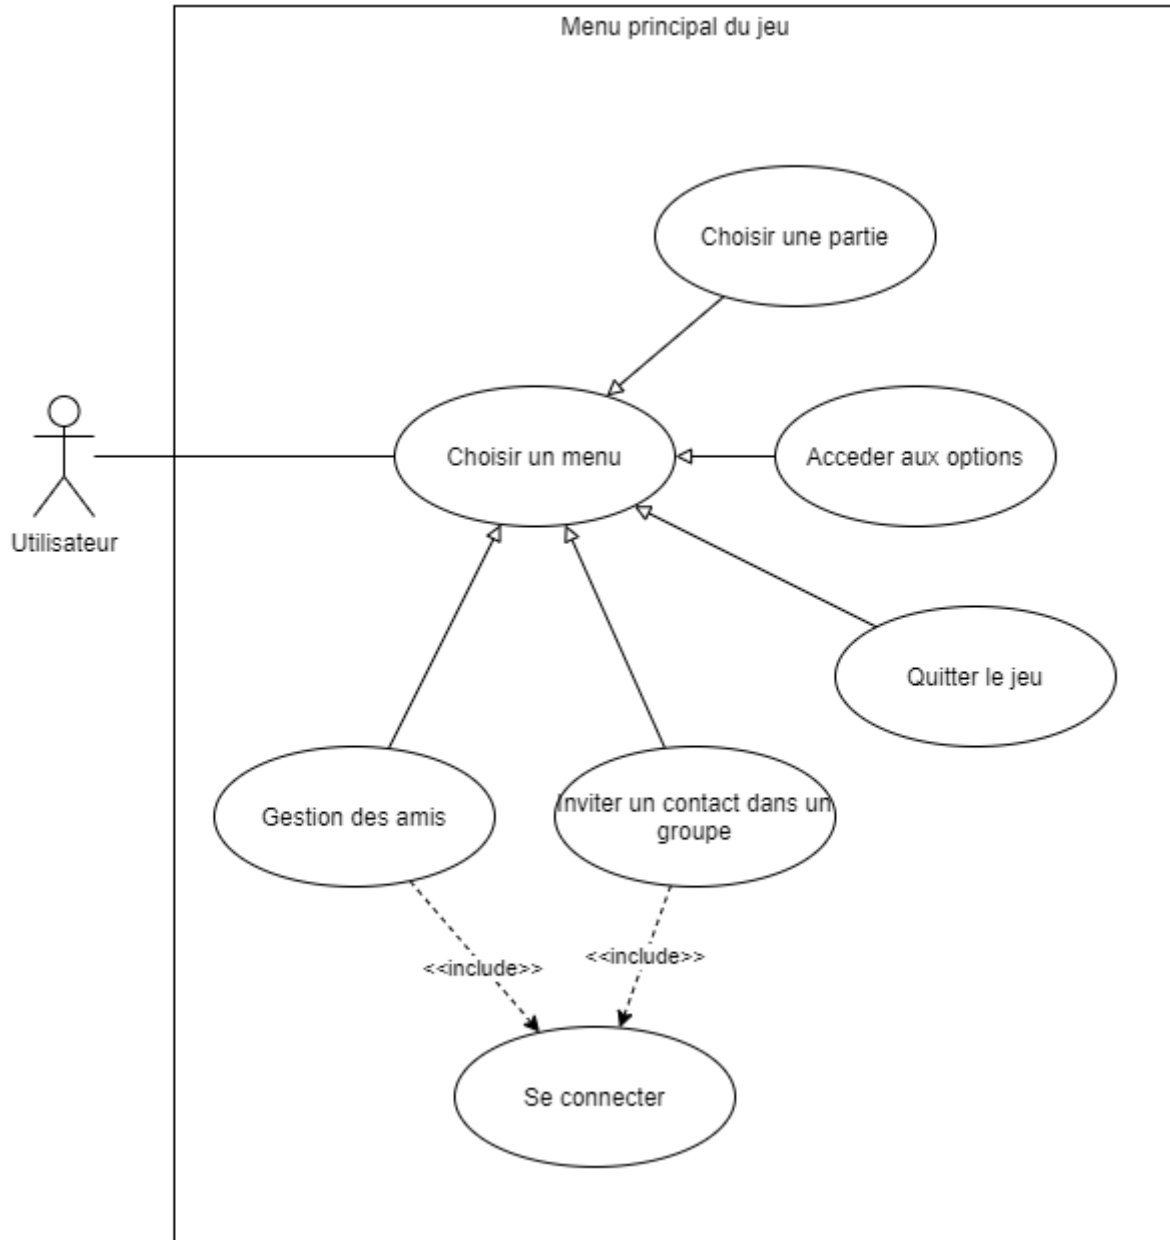 Menu principal du jeu
Choisir une partie
Choisir un menu
Acceder aux options
Utilisateur
Quitter le jeu
Gestion des amis
Inviter un contact dans un
groupe
<<include>>
<<include>>
Se connecter